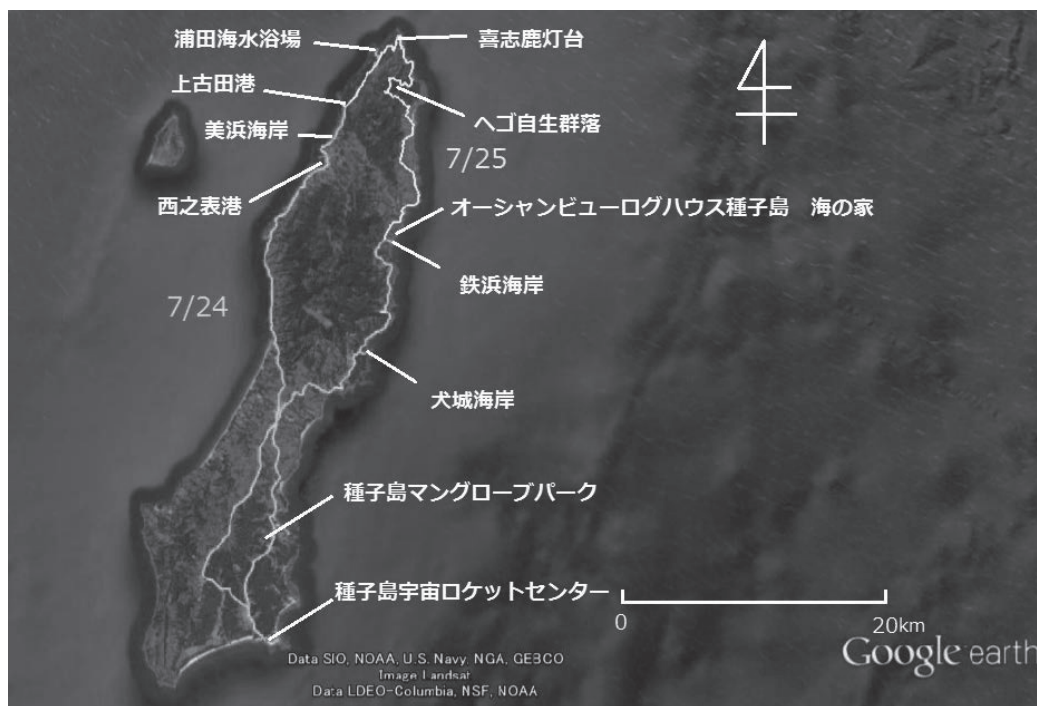 浦田海水浴場
喜志鹿灯台
上古田港
ヘゴ自生群落
美浜海岸
7/25
西之表港
オーシャンビューログハウス種子島　海の家
鉄浜海岸
7/24
犬城海岸
種子島マングローブパーク
種子島宇宙ロケットセンター
0
20km
Google earth
Data SIO, NOAA, U.S. Navy, NGA, GEBCO
Image Landsat
Data LDEO-Columbia, NSF, NOAA